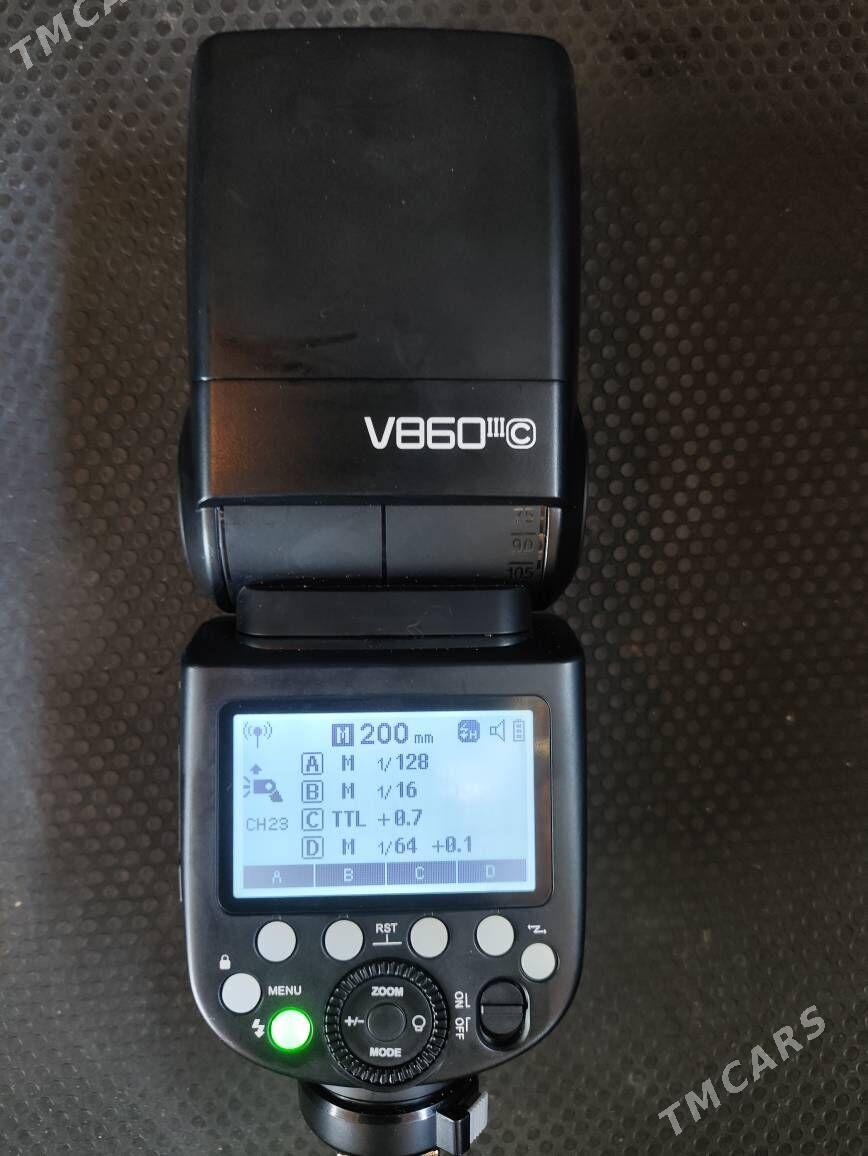 TMCARS
V860IIIC
75
90
105
M 200 mm
A M 1/128
B M 1/16
CH23 C TTL +0.7
D M 1/64 +0.1
A B C D
RST
MENU
ZOOM
+/-
MODE
ON
OFF
TMCARS